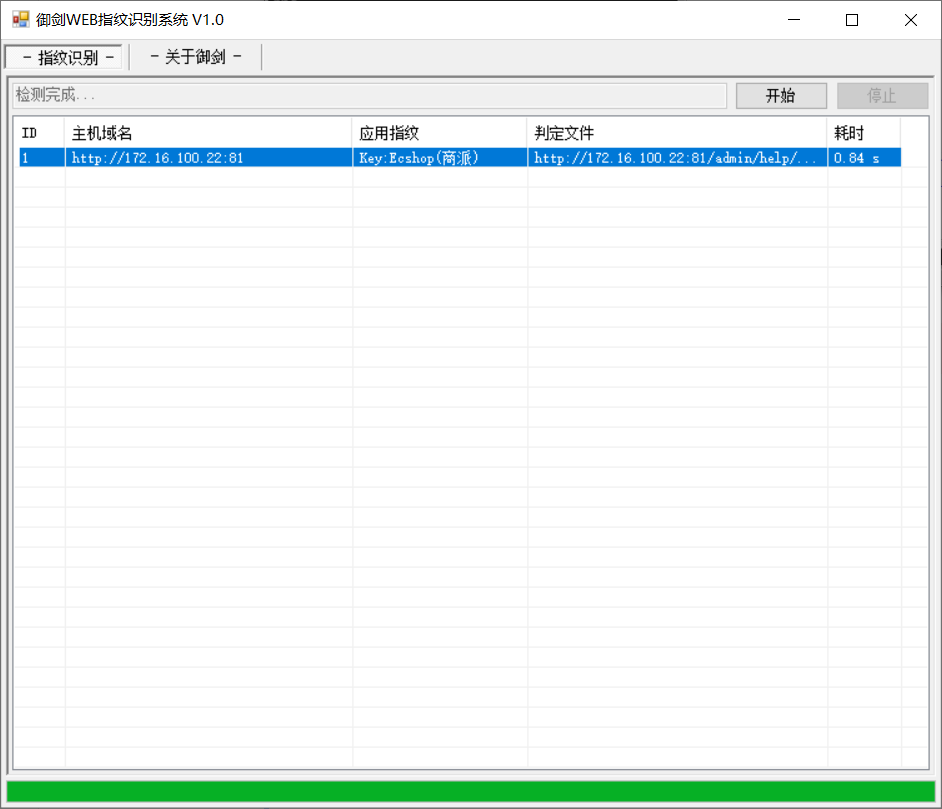 御剑WEB指纹识别系统 V1.0
- 指纹识别 - - 关于御剑 -
检测完成... 开始 停止
ID 主机域名 应用指纹 判定文件 耗时
1 http://172.16.100.22:81 Key:Ecshop(商派) http://172.16.100.22:81/admin/help/... 0.84 s